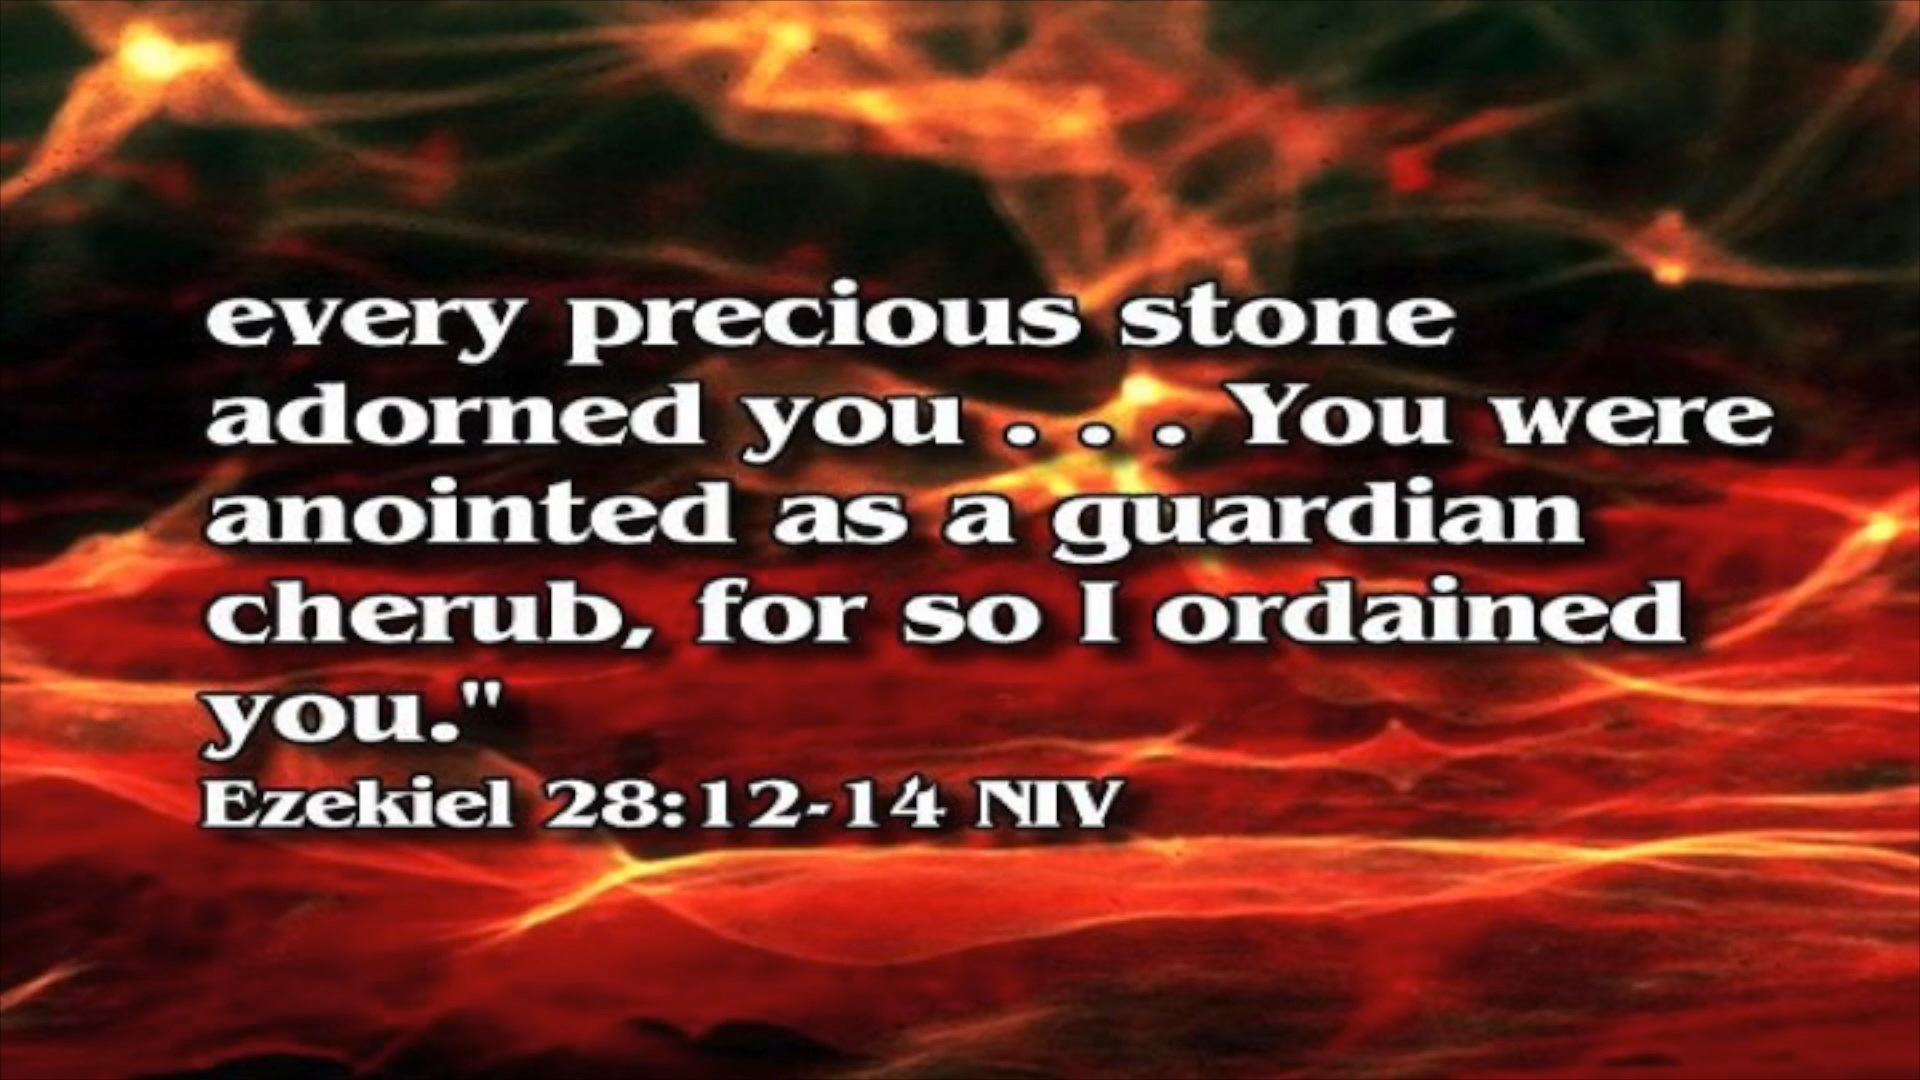 every precious stone
adorned you . . . You were
anointed as a guardian
cherub, for so I ordained
you."
Ezekiel 28:12-14 NIV